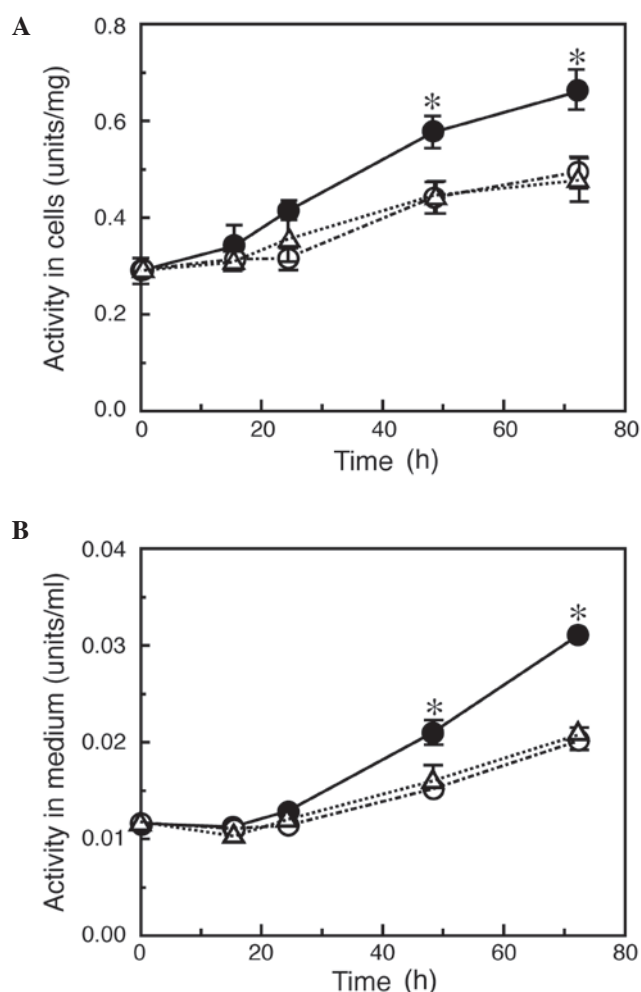 A
Activity in cells (units/mg)
0.8
0.6
0.4
0.2
0.0
* *
0 20 40 60 80
Time (h)
B
Activity in medium (units/ml)
0.04
0.03
0.02
0.01
0.00
* *
0 20 40 60 80
Time (h)